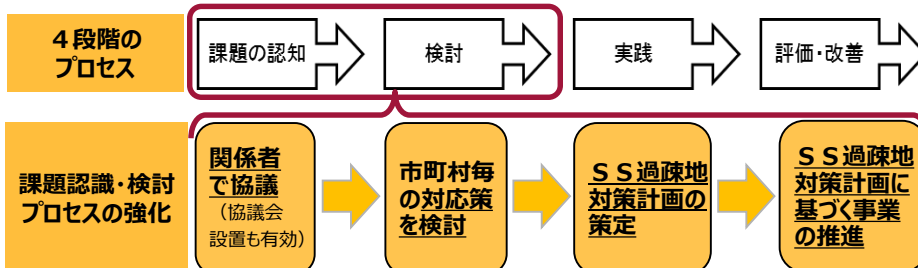 4段階の
プロセス
課題の認知
検討
実践
評価・改善
課題認識・検討
プロセスの強化
関係者
で協議
（協議会
設置も有効）
市町村毎
の対応策
を検討
ＳＳ過疎地
対策計画の
策定
ＳＳ過疎地
対策計画に
基づく事業
の推進